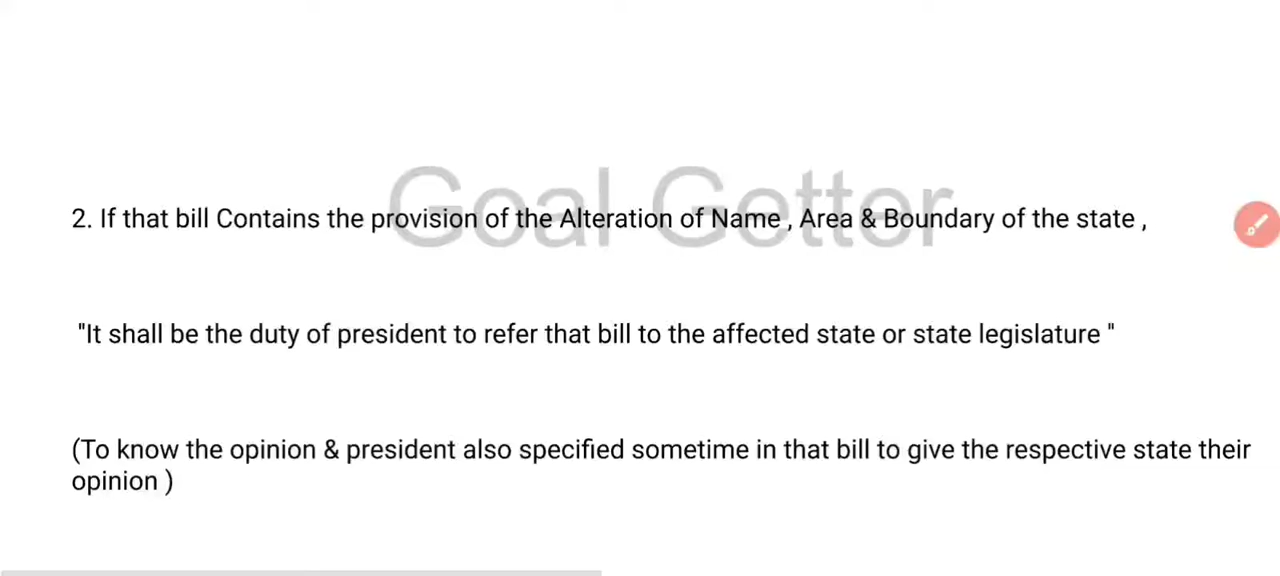 Goal Getter
2. If that bill Contains the provision of the Alteration of Name , Area & Boundary of the state ,
"It shall be the duty of president to refer that bill to the affected state or state legislature "
(To know the opinion & president also specified sometime in that bill to give the respective state their
opinion )